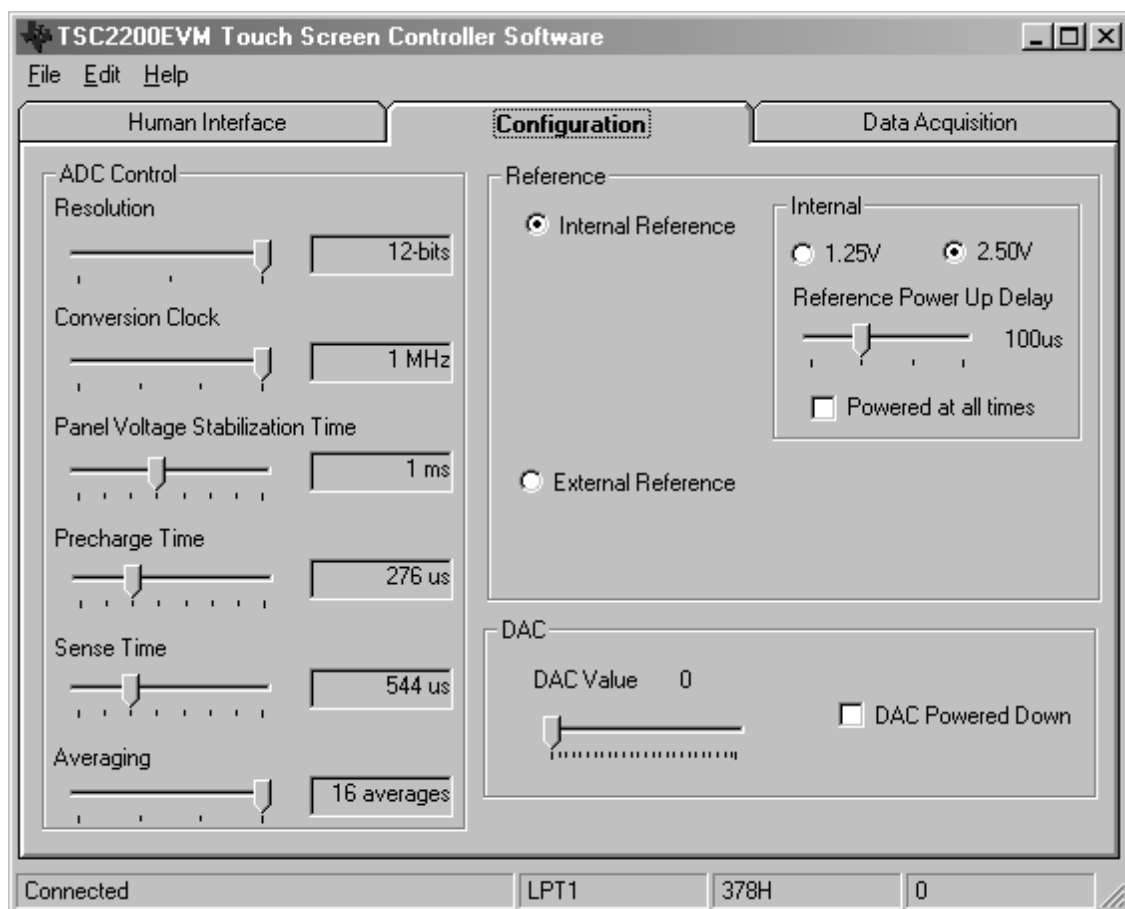 TSC2200EVM Touch Screen Controller Software
File Edit Help
Human Interface
Configuration
Data Acquisition
ADC Control
Resolution
12-bits
Conversion Clock
1 MHz
Panel Voltage Stabilization Time
1 ms
Precharge Time
276 us
Sense Time
544 us
Averaging
16 averages
Reference
Internal Reference
Internal
1.25V
2.50V
Reference Power Up Delay
100us
Powered at all times
External Reference
DAC
DAC Value 0
DAC Powered Down
Connected
LPT1
378H
0